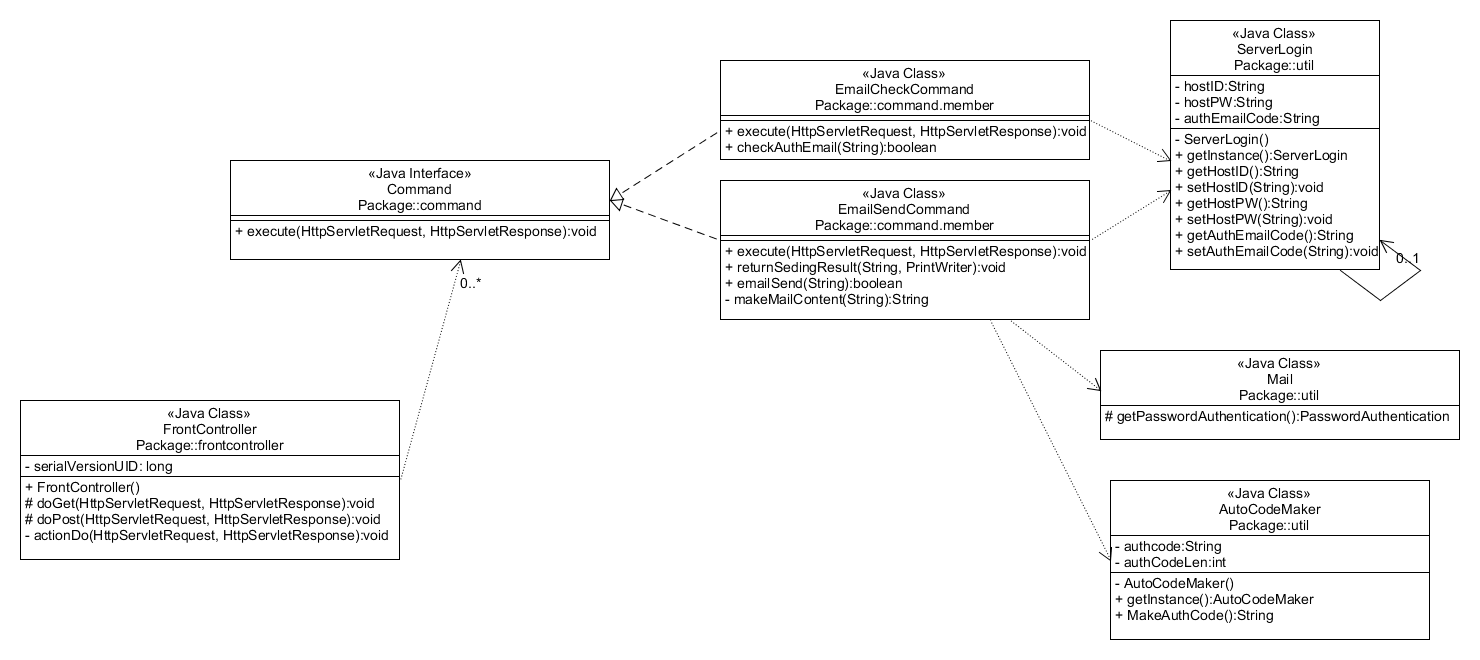 «Java Interface»
Command
Package::command
+ execute(HttpServletRequest, HttpServletResponse):void
0..*
«Java Class»
FrontController
Package::frontcontroller
- serialVersionUID: long
+ FrontController()
# doGet(HttpServletRequest, HttpServletResponse):void
# doPost(HttpServletRequest, HttpServletResponse):void
- actionDo(HttpServletRequest, HttpServletResponse):void
«Java Class»
EmailCheckCommand
Package::command.member
+ execute(HttpServletRequest, HttpServletResponse):void
+ checkAuthEmail(String):boolean
«Java Class»
EmailSendCommand
Package::command.member
+ execute(HttpServletRequest, HttpServletResponse):void
+ returnSedingResult(String, PrintWriter):void
+ emailSend(String):boolean
- makeMailContent(String):String
«Java Class»
ServerLogin
Package::util
- hostID:String
- hostPW:String
- authEmailCode:String
- ServerLogin()
+ getInstance():ServerLogin
+ getHostID():String
+ setHostID(String):void
+ getHostPW():String
+ setHostPW(String):void
+ getAuthEmailCode():String
+ setAuthEmailCode(String):void
0..1
«Java Class»
Mail
Package::util
# getPasswordAuthentication():PasswordAuthentication
«Java Class»
AutoCodeMaker
Package::util
- authcode:String
- authCodeLen:int
- AutoCodeMaker()
+ getInstance():AutoCodeMaker
+ MakeAuthCode():String